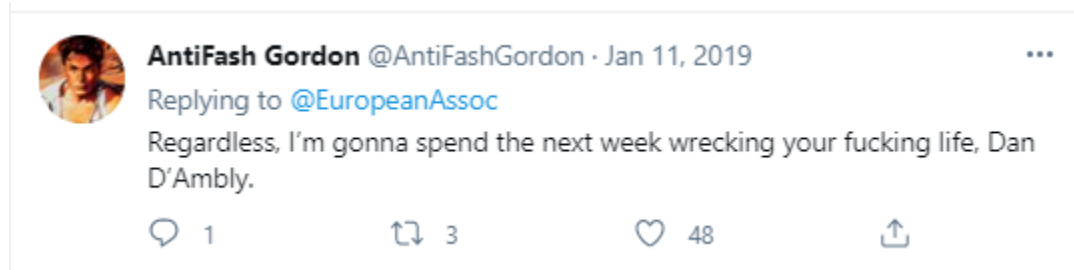 AntiFash Gordon @AntiFashGordon · Jan 11, 2019
Replying to @EuropeanAssoc
Regardless, I’m gonna spend the next week wrecking your fucking life, Dan
D’Ambly.
1 3 48